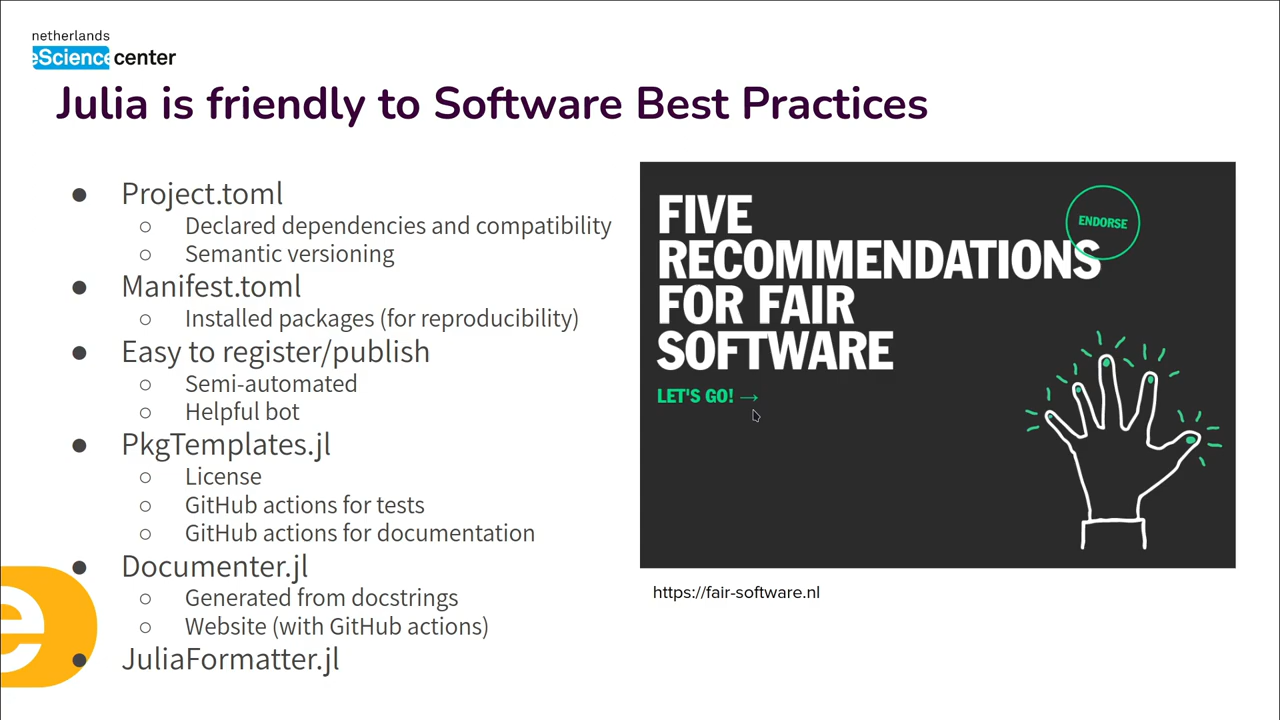 netherlands
eScience center
Julia is friendly to Software Best Practices
● Project.toml
○ Declared dependencies and compatibility
○ Semantic versioning
● Manifest.toml
○ Installed packages (for reproducibility)
● Easy to register/publish
○ Semi-automated
○ Helpful bot
● PkgTemplates.jl
○ License
○ GitHub actions for tests
○ GitHub actions for documentation
● Documenter.jl
○ Generated from docstrings
○ Website (with GitHub actions)
● JuliaFormatter.jl
FIVE
RECOMMENDATIONS
FOR FAIR
SOFTWARE
LET'S GO! →
ENDORSE
https://fair-software.nl
e